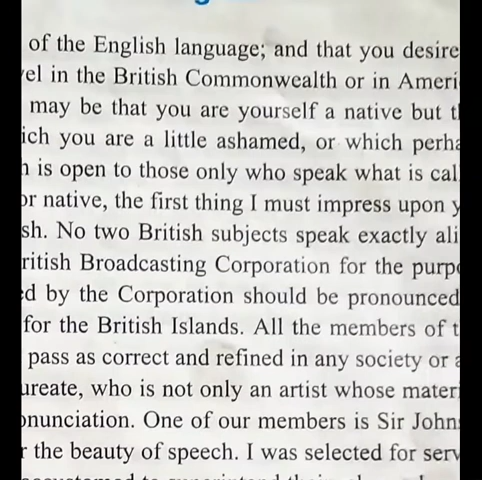 of the English language; and that you desire
el in the British Commonwealth or in Ameri
may be that you are yourself a native but t
ich you are a little ashamed, or which perha
is open to those only who speak what is cal
or native, the first thing I must impress upon y
sh. No two British subjects speak exactly ali
ritish Broadcasting Corporation for the purp
d by the Corporation should be pronounced
for the British Islands. All the members of t
pass as correct and refined in any society or a
ureate, who is not only an artist whose mater
onunciation. One of our members is Sir John
the beauty of speech. I was selected for serv